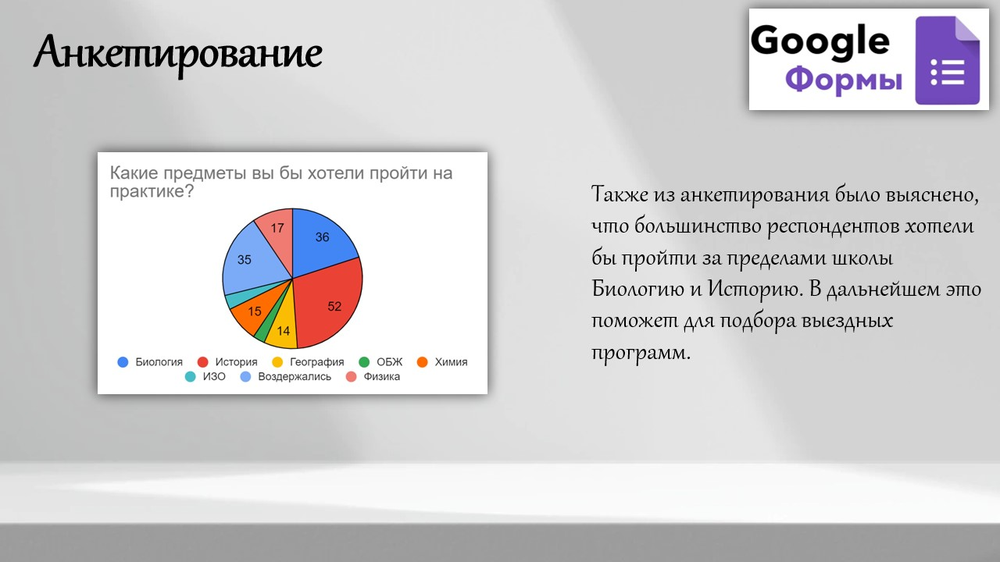 Анкетирование
Google
Формы
Какие предметы вы бы хотели пройти на
практике?
17
36
35
52
15
14
Биология История География ОБЖ Химия
ИЗО Воздержались Физика
Также из анкетирования было выяснено,
что большинство респондентов хотели
бы пройти за пределами школы
Биологию и Историю. В дальнейшем это
поможет для подбора выездных
программ.